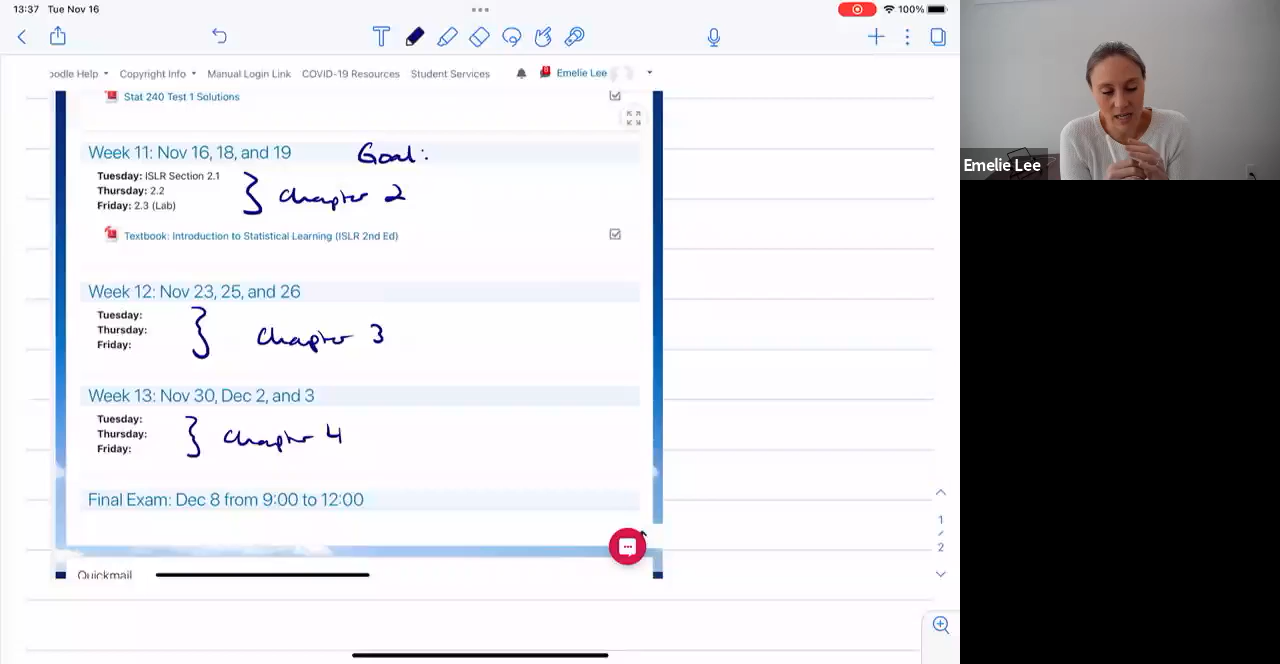 13:37 Tue Nov 16
100%
oodle Help Copyright Info Manual Login Link COVID-19 Resources Student Services Emelie Lee
Stat 240 Test 1 Solutions
Week 11: Nov 16, 18, and 19 Goal:
Tuesday: ISLR Section 2.1
Thursday: 2.2
Friday: 2.3 (Lab)
Chapter 2
Textbook: Introduction to Statistical Learning (ISLR 2nd Ed)
Week 12: Nov 23, 25, and 26
Tuesday:
Thursday:
Friday:
Chapter 3
Week 13: Nov 30, Dec 2, and 3
Tuesday:
Thursday:
Friday:
Chapter 4
Final Exam: Dec 8 from 9:00 to 12:00
Quickmail
1
/
2
Emelie Lee